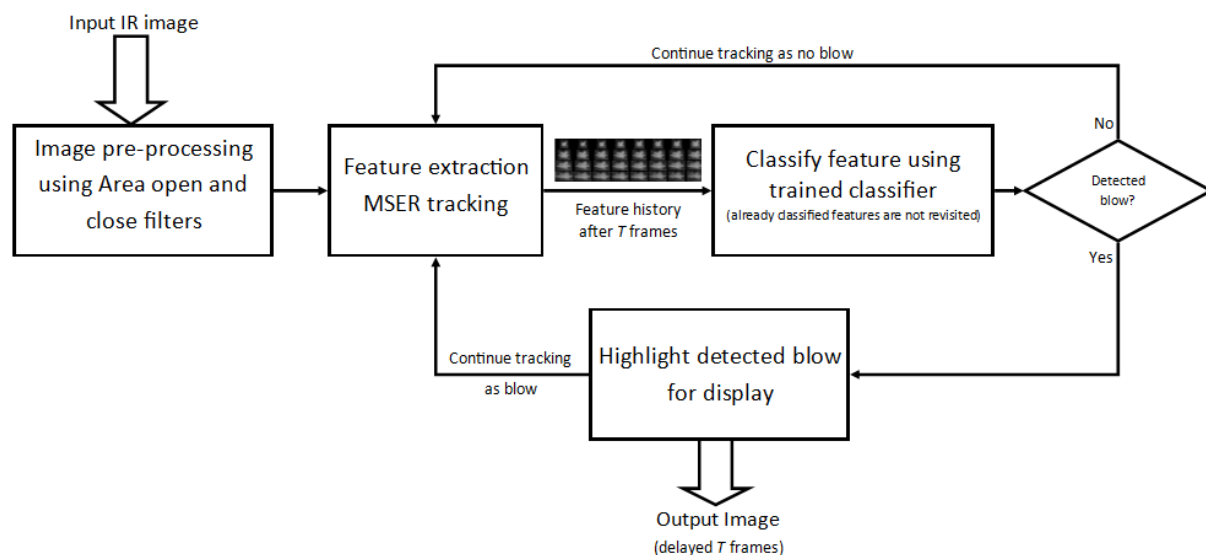 Input IR image
Image pre-processing
using Area open and
close filters
Feature extraction
MSER tracking
Feature history
after T frames
Classify feature using
trained classifier
(already classified features are not revisited)
Detected
blow?
No
Continue tracking as no blow
Yes
Highlight detected blow
for display
Continue tracking
as blow
Output Image
(delayed T frames)